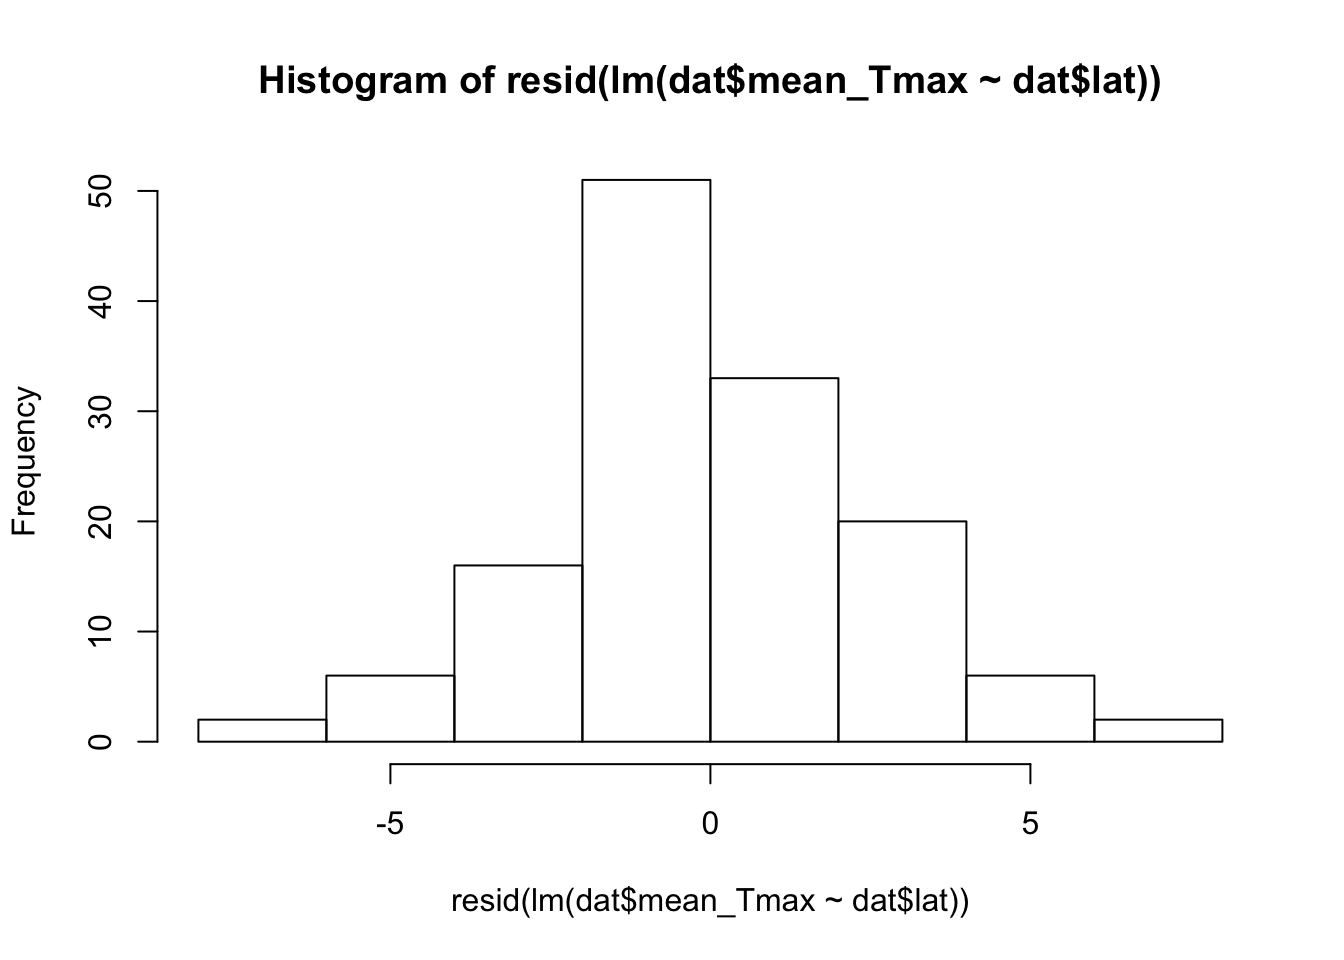 Histogram of resid(lm(dat$mean_Tmax ~ dat$lat))
Frequency
50
40
30
20
10
0
-5 0 5
resid(lm(dat$mean_Tmax ~ dat$lat))